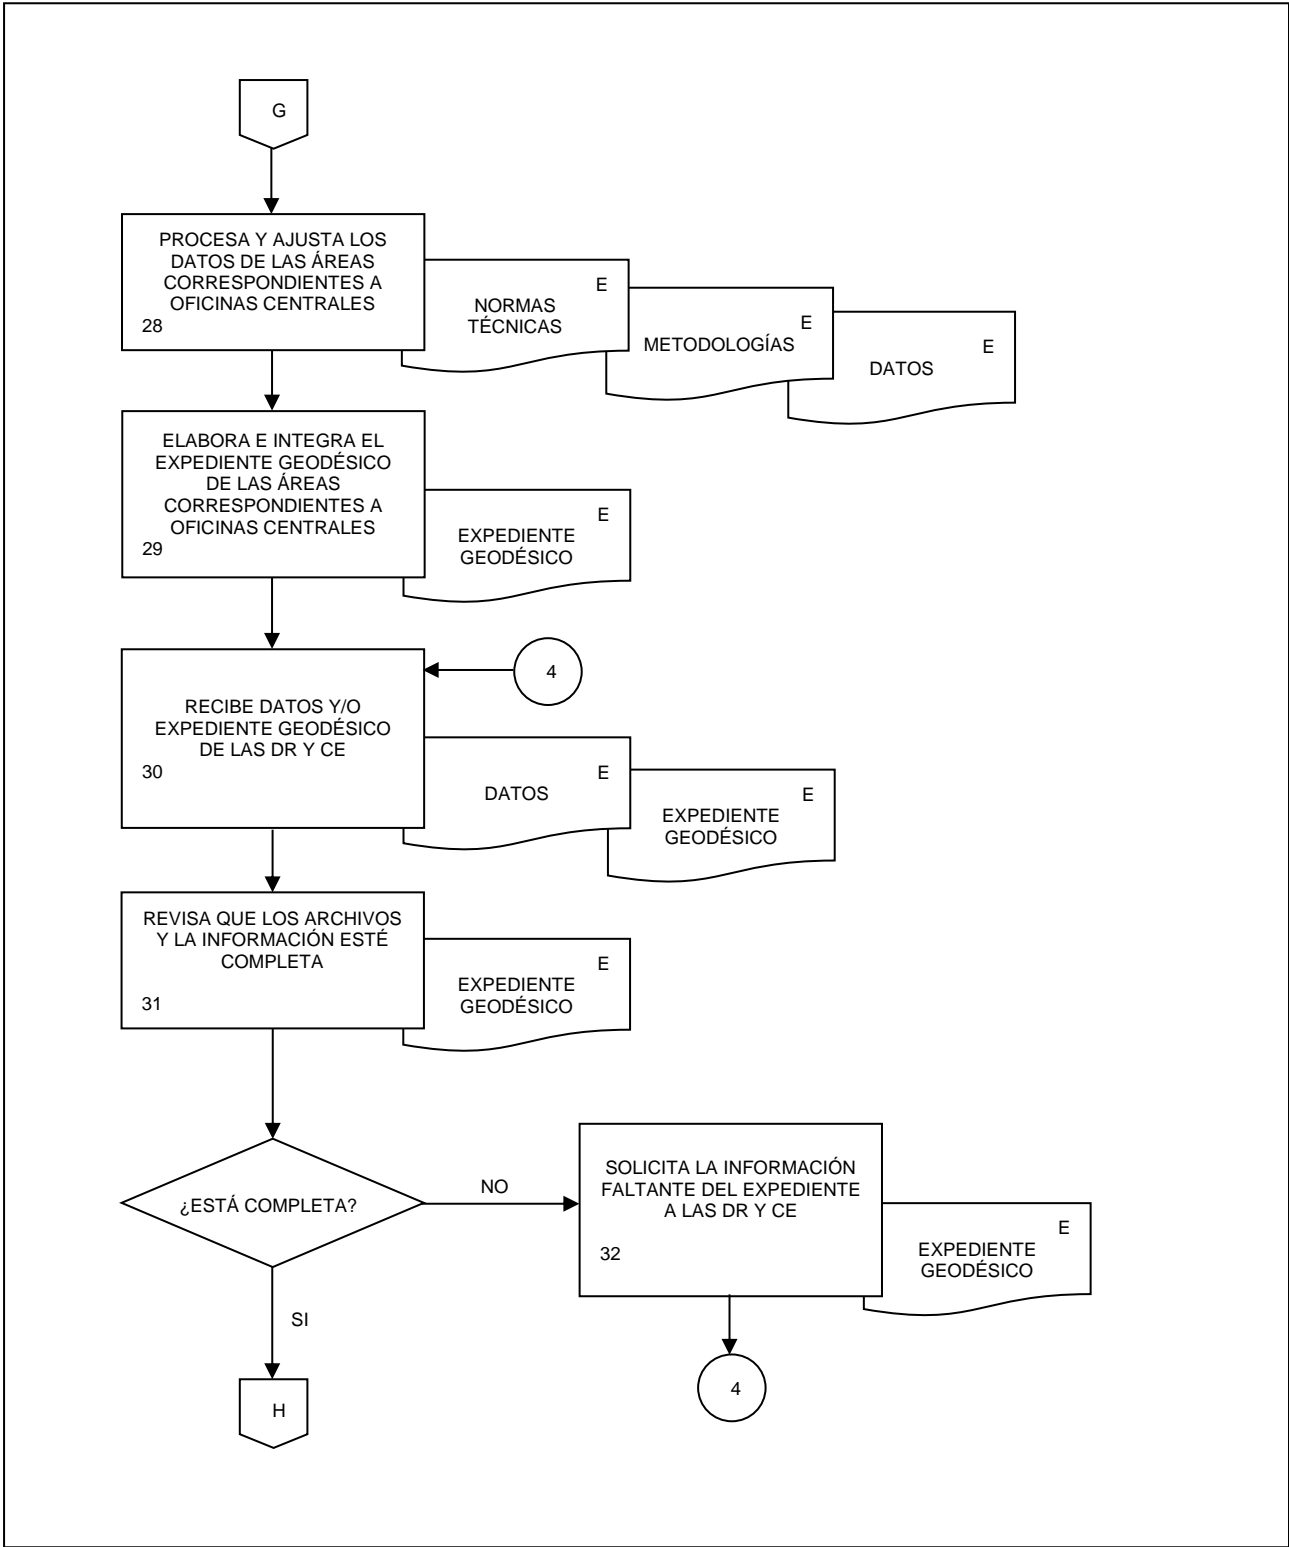 G
PROCESA Y AJUSTA LOS
DATOS DE LAS ÁREAS
CORRESPONDIENTES A
OFICINAS CENTRALES
28
E
NORMAS
TÉCNICAS
E
METODOLOGÍAS
E
DATOS
ELABORA E INTEGRA EL
EXPEDIENTE GEODÉSICO
DE LAS ÁREAS
CORRESPONDIENTES A
OFICINAS CENTRALES
29
E
EXPEDIENTE
GEODÉSICO
4
RECIBE DATOS Y/O
EXPEDIENTE GEODÉSICO
DE LAS DR Y CE
30
E
DATOS
E
EXPEDIENTE
GEODÉSICO
REVISA QUE LOS ARCHIVOS
Y LA INFORMACIÓN ESTÉ
COMPLETA
31
E
EXPEDIENTE
GEODÉSICO
¿ESTÁ COMPLETA?
NO
SOLICITA LA INFORMACIÓN
FALTANTE DEL EXPEDIENTE
A LAS DR Y CE
32
E
EXPEDIENTE
GEODÉSICO
SI
4
H